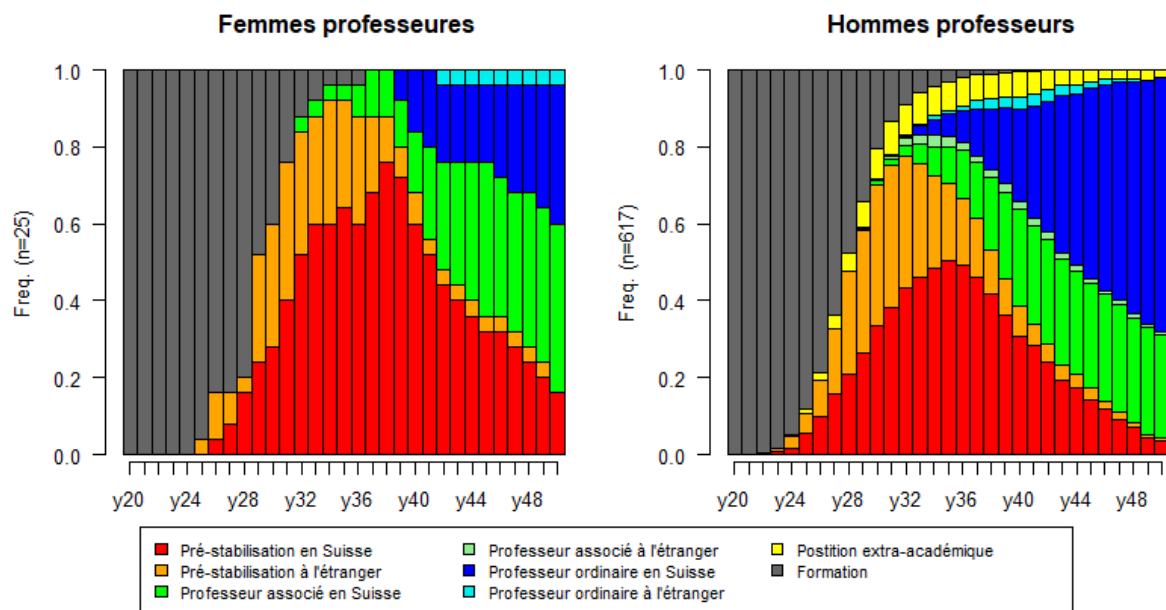 Femmes professeures
Hommes professeurs
Freq. (n=25)
1.0
0.8
0.6
0.4
0.2
0.0
y20 y24 y28 y32 y36 y40 y44 y48
Freq. (n=617)
1.0
0.8
0.6
0.4
0.2
0.0
y20 y24 y28 y32 y36 y40 y44 y48
Pré-stabilisation en Suisse
Pré-stabilisation à l'étranger
Professeur associé en Suisse
Professeur associé à l'étranger
Professeur ordinaire en Suisse
Professeur ordinaire à l'étranger
Postition extra-académique
Formation